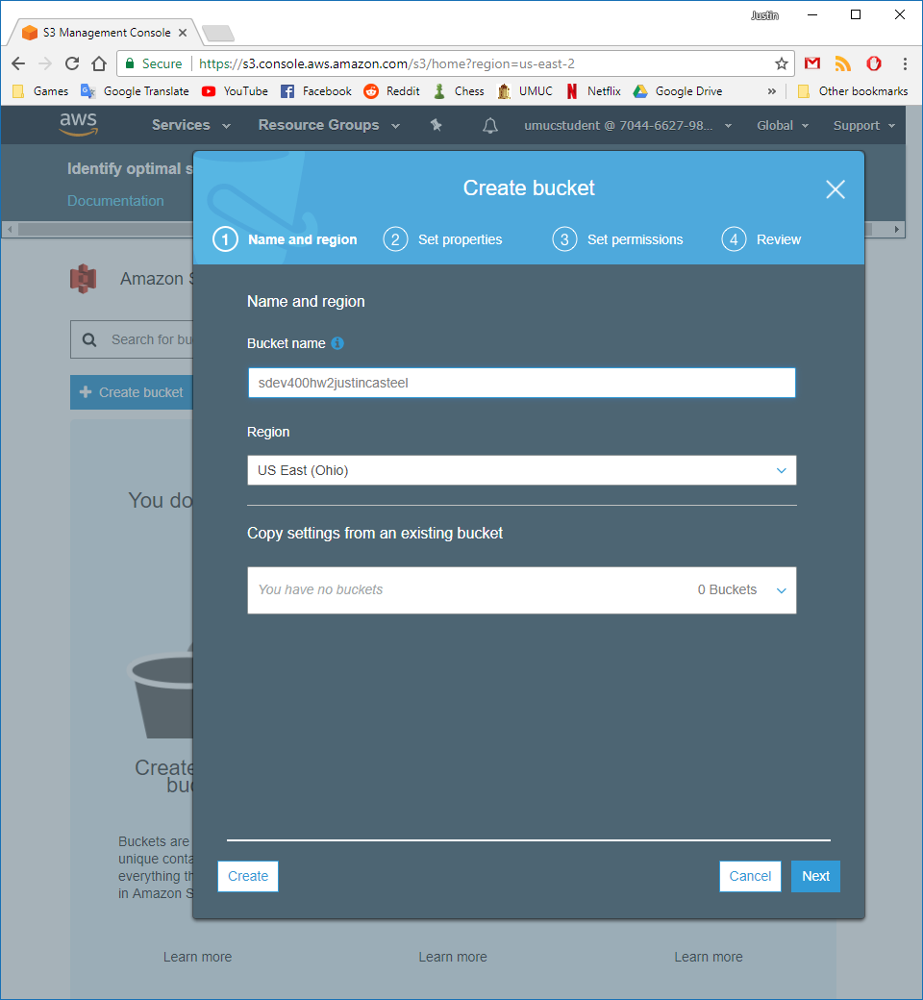 Justin
S3 Management Console
Secure https://s3.console.aws.amazon.com/s3/home?region=us-east-2
Games Google Translate YouTube Facebook Reddit Chess UMUC Netflix Google Drive » Other bookmarks
aws Services Resource Groups umucstudent @ 7044-6627-98... Global Support
Identify optimal s
Documentation
Create bucket
1 Name and region 2 Set properties 3 Set permissions 4 Review
Amazon S
Search for bu
Create bucket
Name and region
Bucket name
sdev400hw2justincasteel
Region
US East (Ohio)
Copy settings from an existing bucket
You have no buckets 0 Buckets
You do
Create
buc
Buckets are
unique conta
everything th
in Amazon S
Create Cancel Next
Learn more Learn more Learn more